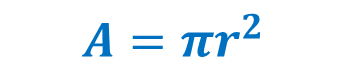 A = πr²